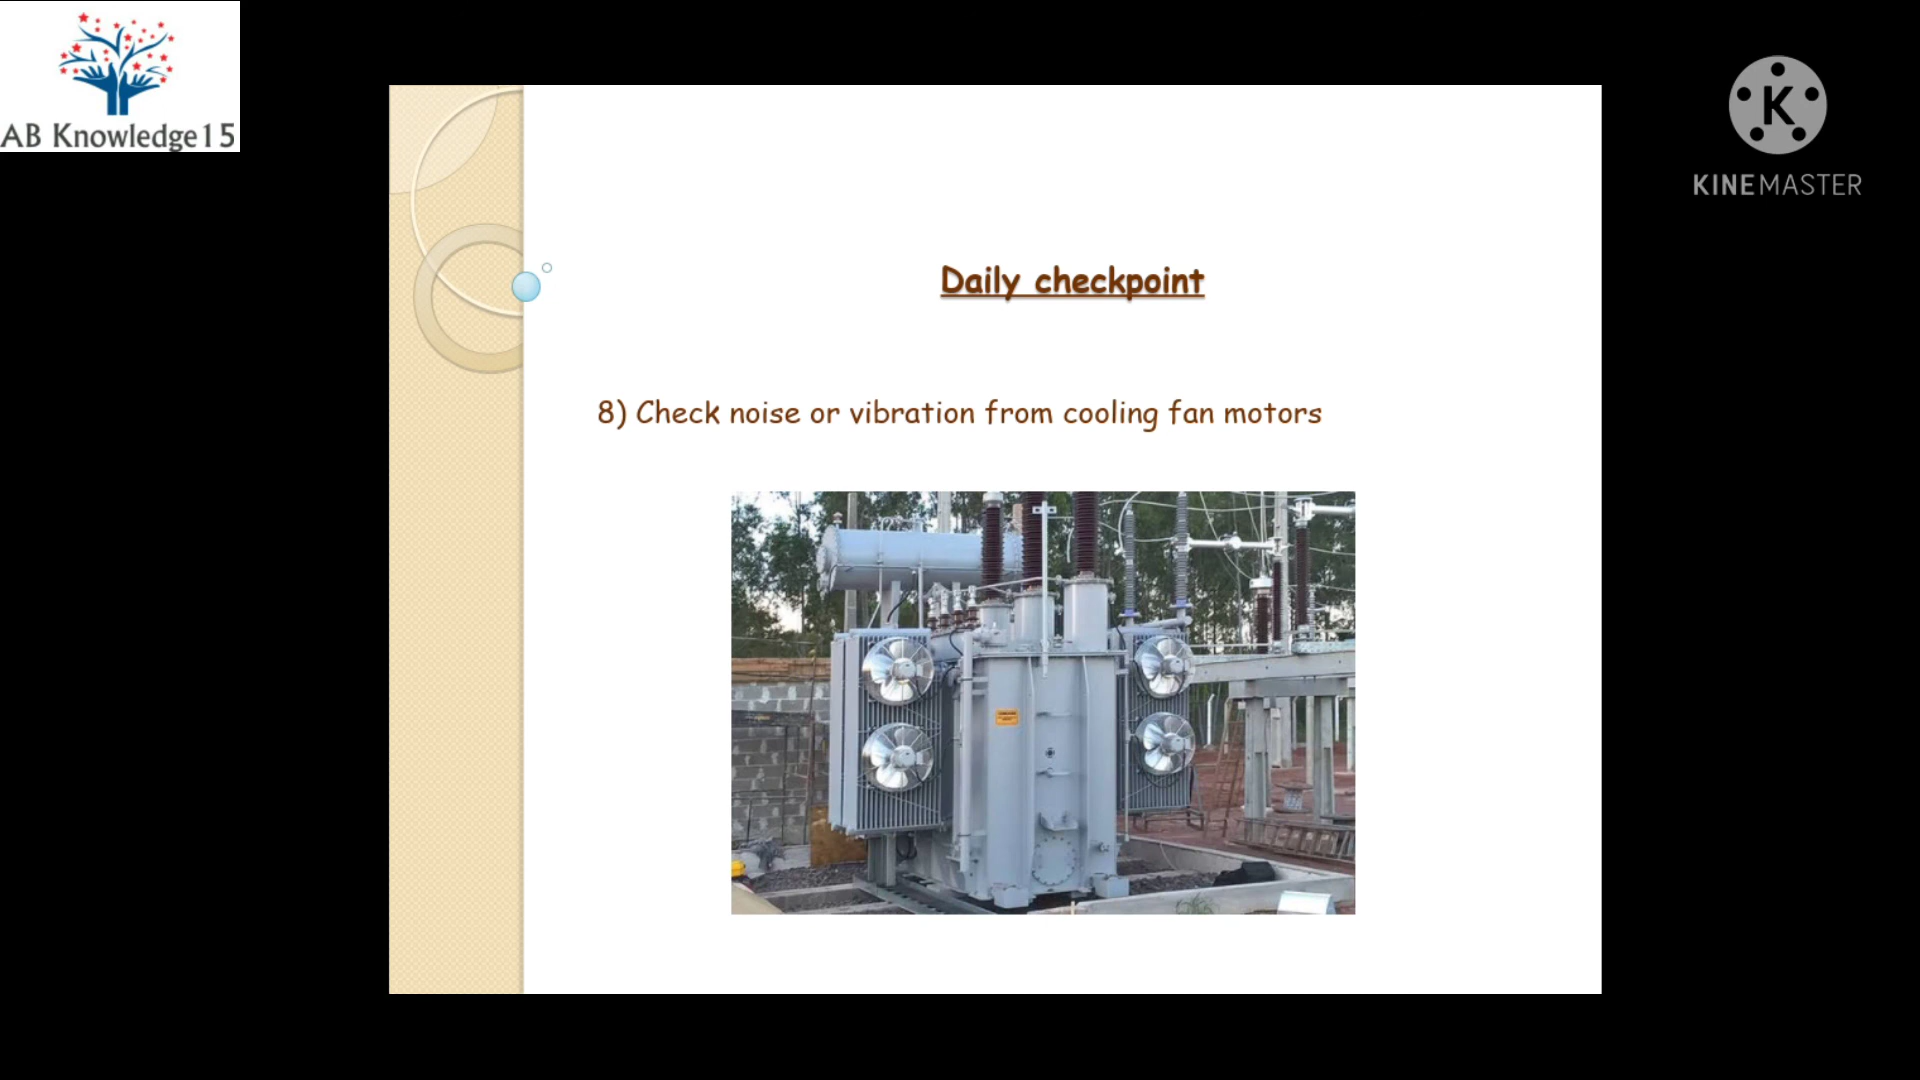 AB Knowledge15
K
KINEMASTER
Daily checkpoint
8) Check noise or vibration from cooling fan motors